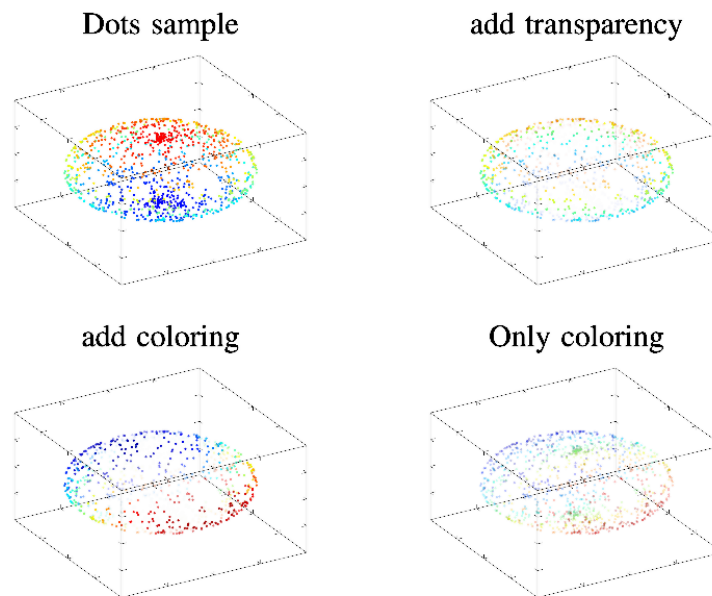 Dots sample
add transparency
add coloring
Only coloring